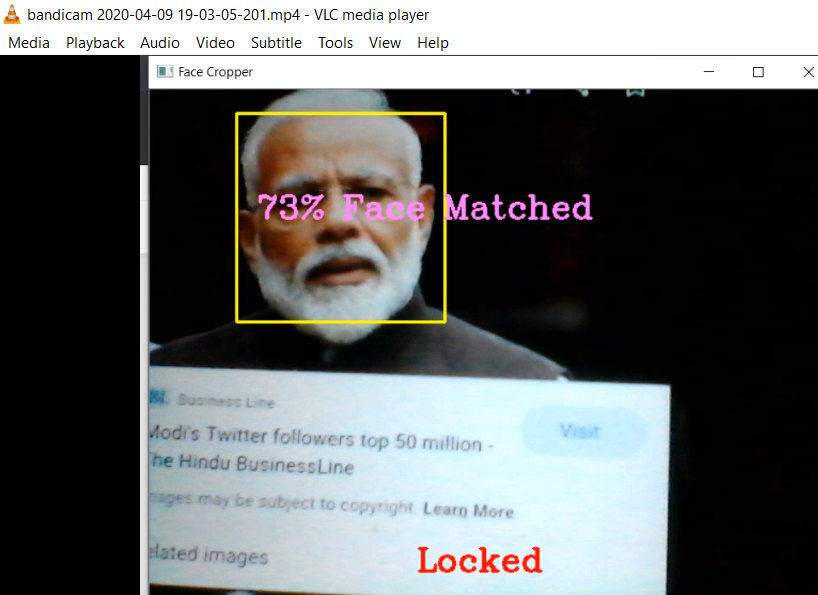 bandicam 2020-04-09 19-03-05-201.mp4 - VLC media player
Media Playback Audio Video Subtitle Tools View Help
Face Cropper
73% Face Matched
Business Line
Modi's Twitter followers top 50 million -
The Hindu BusinessLine
Visit
mages may be subject to copyright. Learn More
elated images
Locked